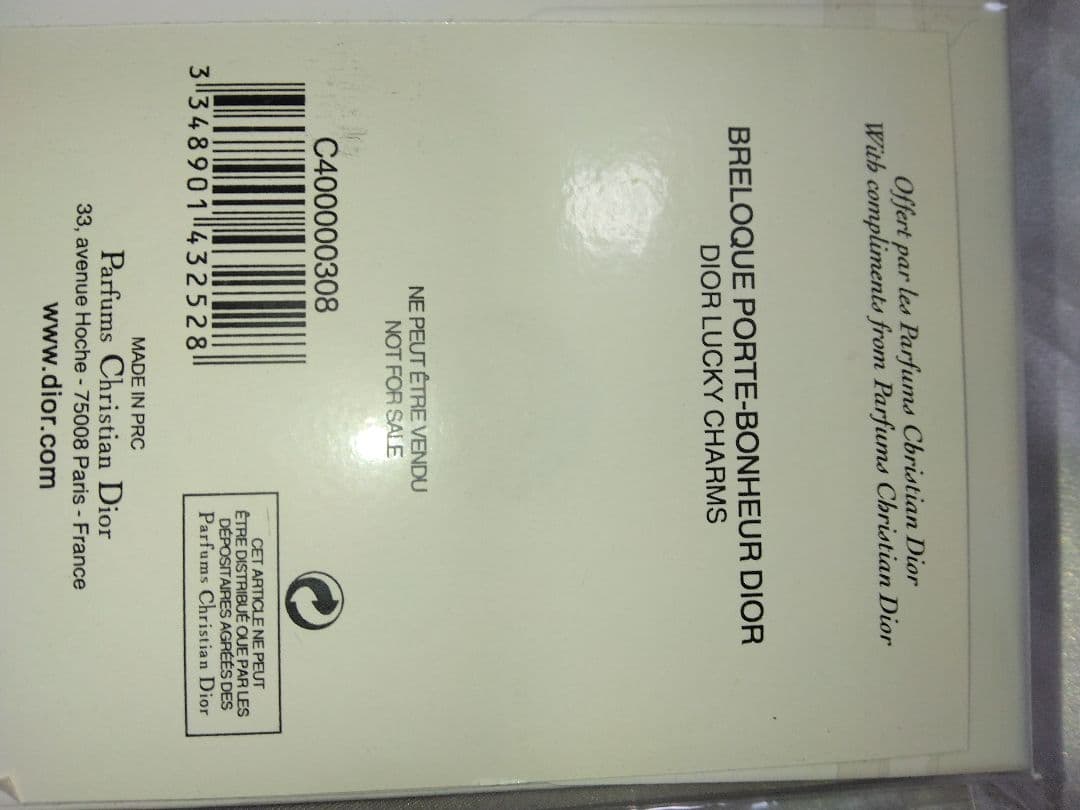 Offert par les Parfums Christian Dior
With compliments from Parfums Christian Dior
BRELOQUE PORTE-BONHEUR DIOR
DIOR LUCKY CHARMS
NE PEUT ÊTRE VENDU
NOT FOR SALE
C400000308
3 348901 432528
CET ARTICLE NE PEUT
ÊTRE DISTRIBUÉ QUE PAR LES
DÉPOSITAIRES AGRÉÉS DES
Parfums Christian Dior
MADE IN PRC
Parfums Christian Dior
33, avenue Hoche - 75008 Paris - France
www.dior.com